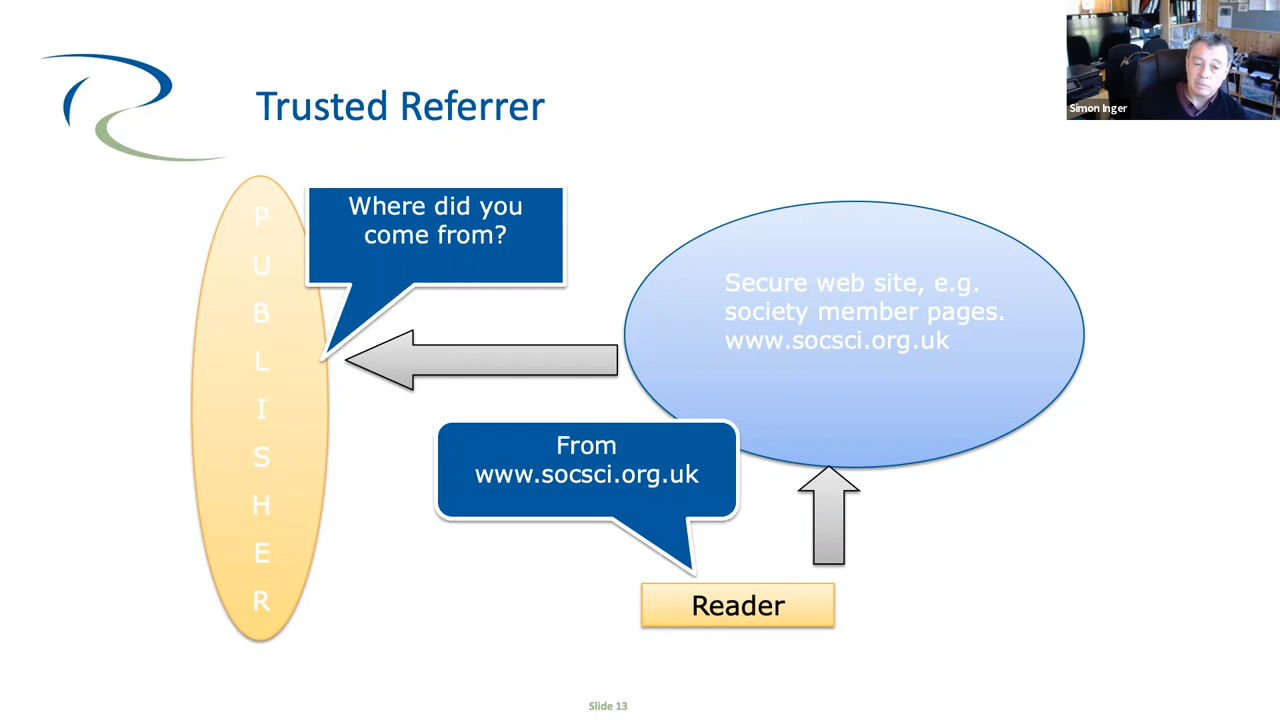 Trusted Referrer
Simon Inger
P
U
B
L
I
S
H
E
R
Where did you
come from?
Secure web site, e.g.
society member pages.
www.socsci.org.uk
From
www.socsci.org.uk
Reader
Slide 13